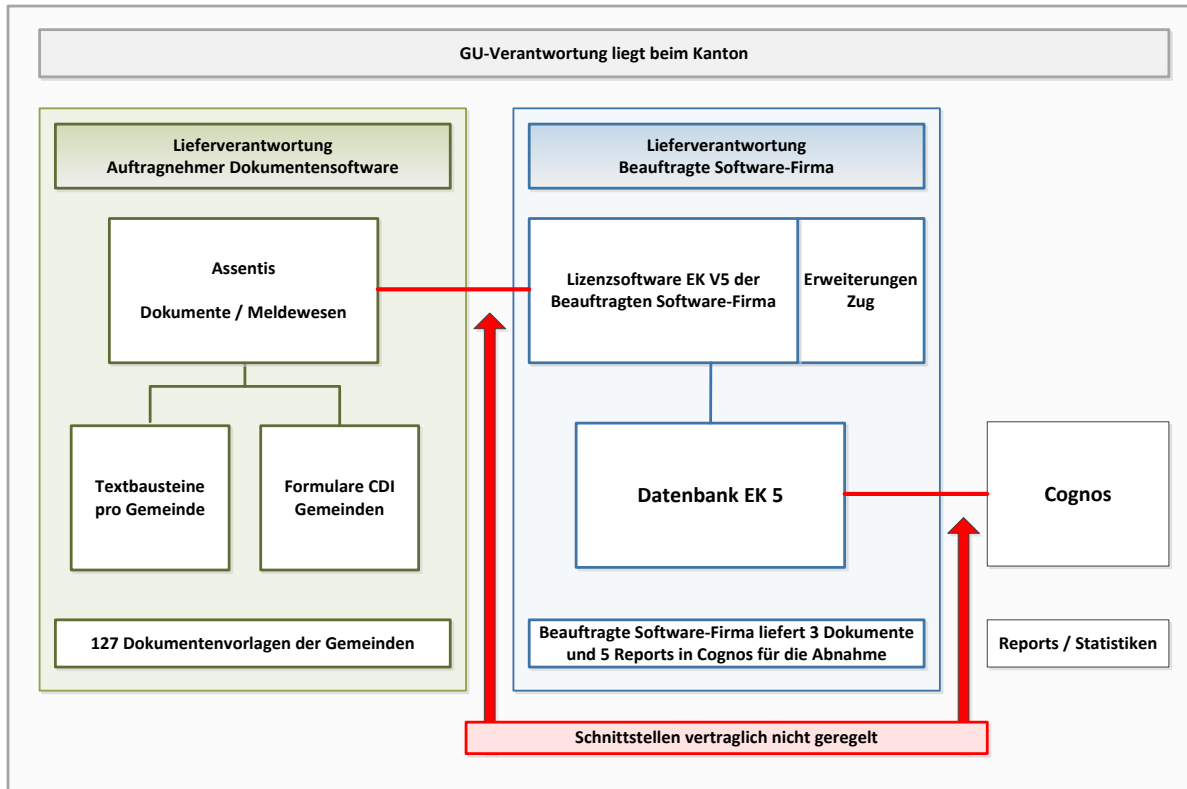 GU-Verantwortung liegt beim Kanton
Lieferverantwortung
Auftragnehmer Dokumentensoftware
Assentis
Dokumente / Meldewesen
Textbausteine
pro Gemeinde
Formulare CDI
Gemeinden
127 Dokumentenvorlagen der Gemeinden
Lieferverantwortung
Beauftragte Software-Firma
Lizenzsoftware EK V5 der
Beauftragten Software-Firma
Erweiterungen
Zug
Datenbank EK 5
Beauftragte Software-Firma liefert 3 Dokumente
und 5 Reports in Cognos für die Abnahme
Cognos
Reports / Statistiken
Schnittstellen vertraglich nicht geregelt